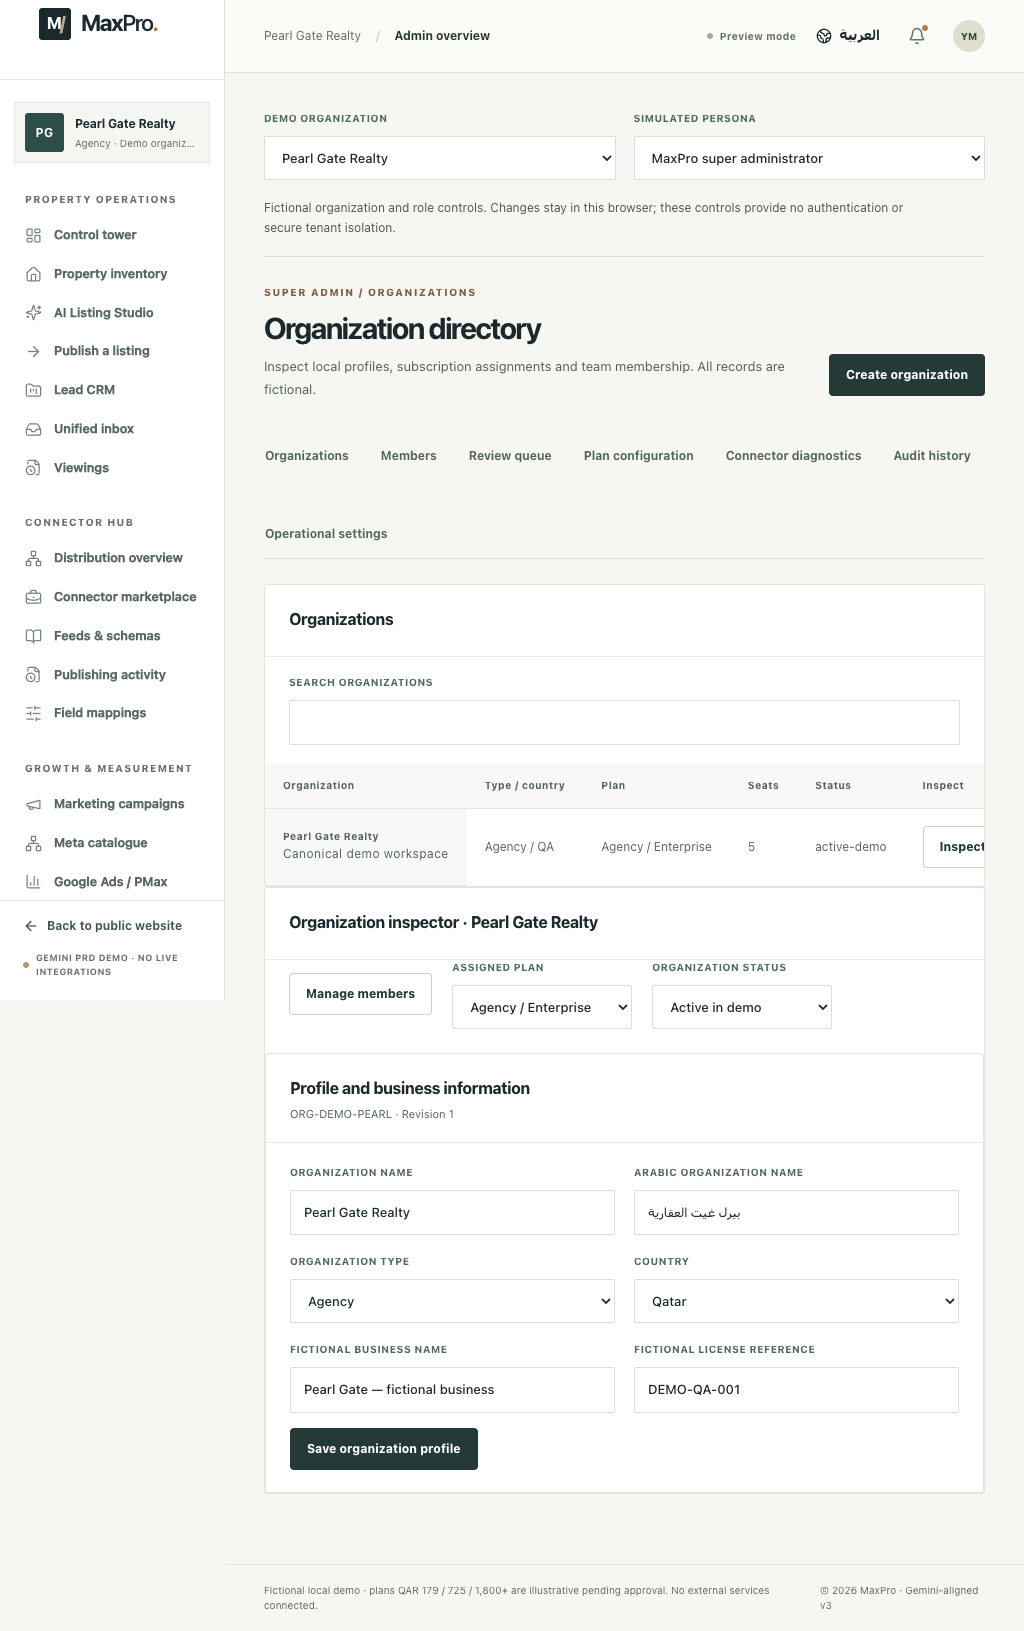 M/ MaxPro.
Pearl Gate Realty / Admin overview
Preview mode
العربية
YM
PG
Pearl Gate Realty
Agency · Demo organiz...
PROPERTY OPERATIONS
Control tower
Property inventory
AI Listing Studio
Publish a listing
Lead CRM
Unified inbox
Viewings
CONNECTOR HUB
Distribution overview
Connector marketplace
Feeds & schemas
Publishing activity
Field mappings
GROWTH & MEASUREMENT
Marketing campaigns
Meta catalogue
Google Ads / PMax
Back to public website
GEMINI PRD DEMO · NO LIVE
INTEGRATIONS
DEMO ORGANIZATION
Pearl Gate Realty
SIMULATED PERSONA
MaxPro super administrator
Fictional organization and role controls. Changes stay in this browser; these controls provide no authentication or
secure tenant isolation.
SUPER ADMIN / ORGANIZATIONS
Organization directory
Inspect local profiles, subscription assignments and team membership. All records are
fictional.
Create organization
Organizations Members Review queue Plan configuration Connector diagnostics Audit history
Operational settings
Organizations
SEARCH ORGANIZATIONS
Organization Type / country Plan Seats Status Inspect
Pearl Gate Realty
Canonical demo workspace
Agency / QA Agency / Enterprise 5 active-demo Inspect
Organization inspector · Pearl Gate Realty
Manage members
ASSIGNED PLAN
Agency / Enterprise
ORGANIZATION STATUS
Active in demo
Profile and business information
ORG-DEMO-PEARL · Revision 1
ORGANIZATION NAME
Pearl Gate Realty
ARABIC ORGANIZATION NAME
بيرل غيت العقارية
ORGANIZATION TYPE
Agency
COUNTRY
Qatar
FICTIONAL BUSINESS NAME
Pearl Gate — fictional business
FICTIONAL LICENSE REFERENCE
DEMO-QA-001
Save organization profile
Fictional local demo · plans QAR 179 / 725 / 1,800+ are illustrative pending approval. No external services
connected.
© 2026 MaxPro · Gemini-aligned
v3